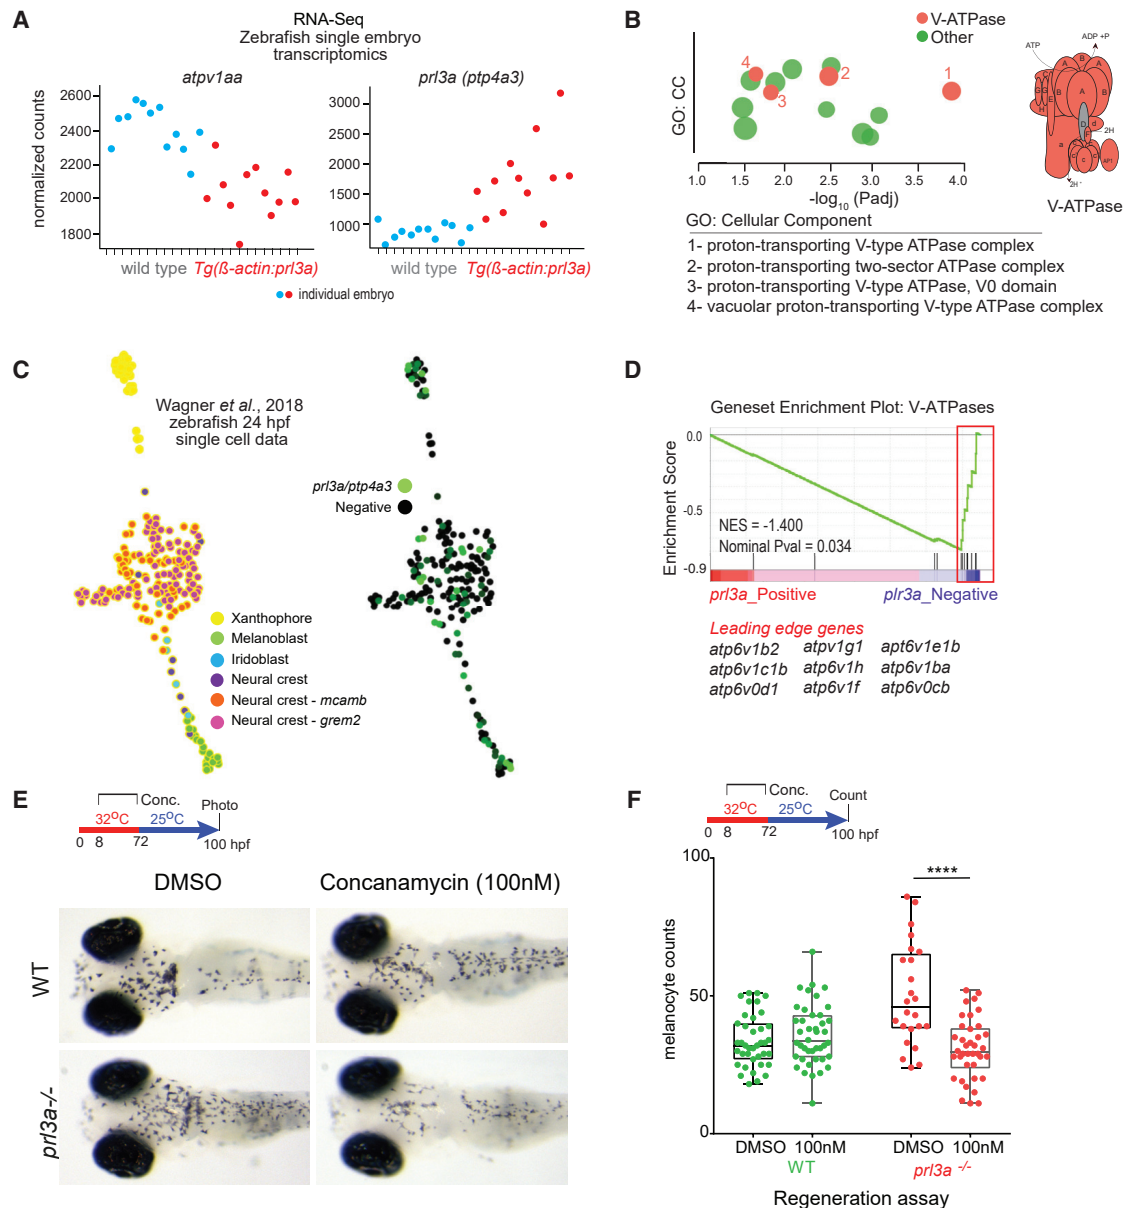 A
RNA-Seq
Zebrafish single embryo
transcriptomics
atpv1aa
prl3a (ptp4a3)
normalized counts
2600
2400
2200
2000
1800
3000
2000
1500
1000
wild type
Tg(ß-actin:prl3a)
wild type
Tg(ß-actin:prl3a)
individual embryo
B
V-ATPase
Other
GO: CC
4
3
2
1
1.0
1.5
2.0
2.5
3.0
3.5
4.0
-log10 (Padj)
ATP
ADP +P
A
B
A
B
A
B
C
G
G
E
H
D
d
F
2H
a
c
c
c
AP1
2H +
V-ATPase
GO: Cellular Component
1- proton-transporting V-type ATPase complex
2- proton-transporting two-sector ATPase complex
3- proton-transporting V-type ATPase, V0 domain
4- vacuolar proton-transporting V-type ATPase complex
C
Wagner et al., 2018
zebrafish 24 hpf
single cell data
prl3a/ptp4a3
Negative
Xanthophore
Melanoblast
Iridoblast
Neural crest
Neural crest - mcamb
Neural crest - grem2
D
Geneset Enrichment Plot: V-ATPases
Enrichment Score
0.0
-0.5
-0.9
NES = -1.400
Nominal Pval = 0.034
prl3a_Positive
plr3a_Negative
Leading edge genes
atp6v1b2 atpv1g1 apt6v1e1b
atp6v1c1b atp6v1h atp6v1ba
atp6v0d1 atp6v1f atp6v0cb
E
Conc.
Photo
32oC
25oC
0 8 72 100 hpf
DMSO
Concanamycin (100nM)
WT
prl3a-/-
F
Conc.
Count
32oC
25oC
0 8 72 100 hpf
melanocyte counts
100
50
0
****
DMSO 100nM
WT
DMSO 100nM
prl3a -/-
Regeneration assay